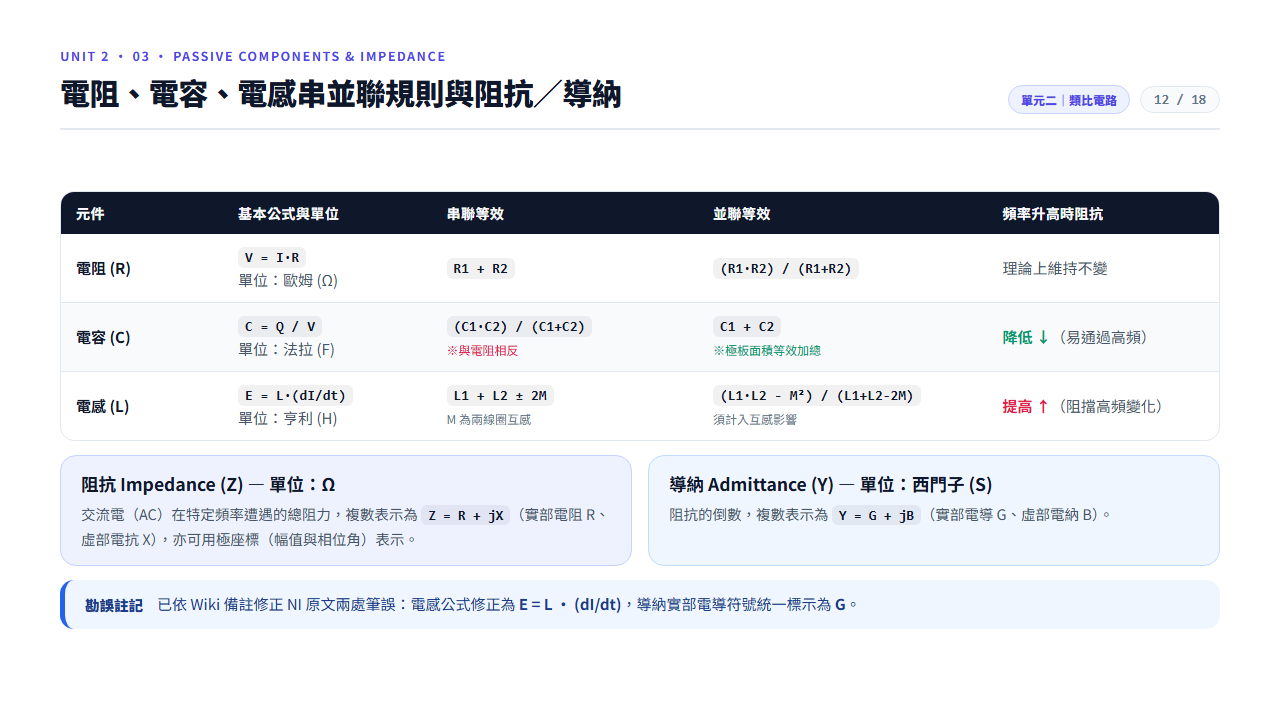 UNIT 2 • 03 • PASSIVE COMPONENTS & IMPEDANCE
電阻、電容、電感串並聯規則與阻抗／導納
單元二｜類比電路
12 / 18
元件 基本公式與單位 串聯等效 並聯等效 頻率升高時阻抗
電阻 (R)
V = I·R
單位：歐姆 (Ω)
R1 + R2
(R1·R2) / (R1+R2)
理論上維持不變
電容 (C)
C = Q / V
單位：法拉 (F)
(C1·C2) / (C1+C2)
※與電阻相反
C1 + C2
※極板面積等效加總
降低 ↓（易通過高頻）
電感 (L)
E = L·(dI/dt)
單位：亨利 (H)
L1 + L2 ± 2M
M 為兩線圈互感
(L1·L2 - M²) / (L1+L2-2M)
須計入互感影響
提高 ↑（阻擋高頻變化）
阻抗 Impedance (Z) — 單位：Ω
交流電（AC）在特定頻率遭遇的總阻力，複數表示為 Z = R + jX（實部電阻 R、
虛部電抗 X），亦可用極座標（幅值與相位角）表示。
導納 Admittance (Y) — 單位：西門子 (S)
阻抗的倒數，複數表示為 Y = G + jB（實部電導 G、虛部電納 B）。
勘誤註記 已依 Wiki 備註修正 NI 原文兩處筆誤：電感公式修正為 E = L · (dI/dt)，導納實部電導符號統一標示為 G。